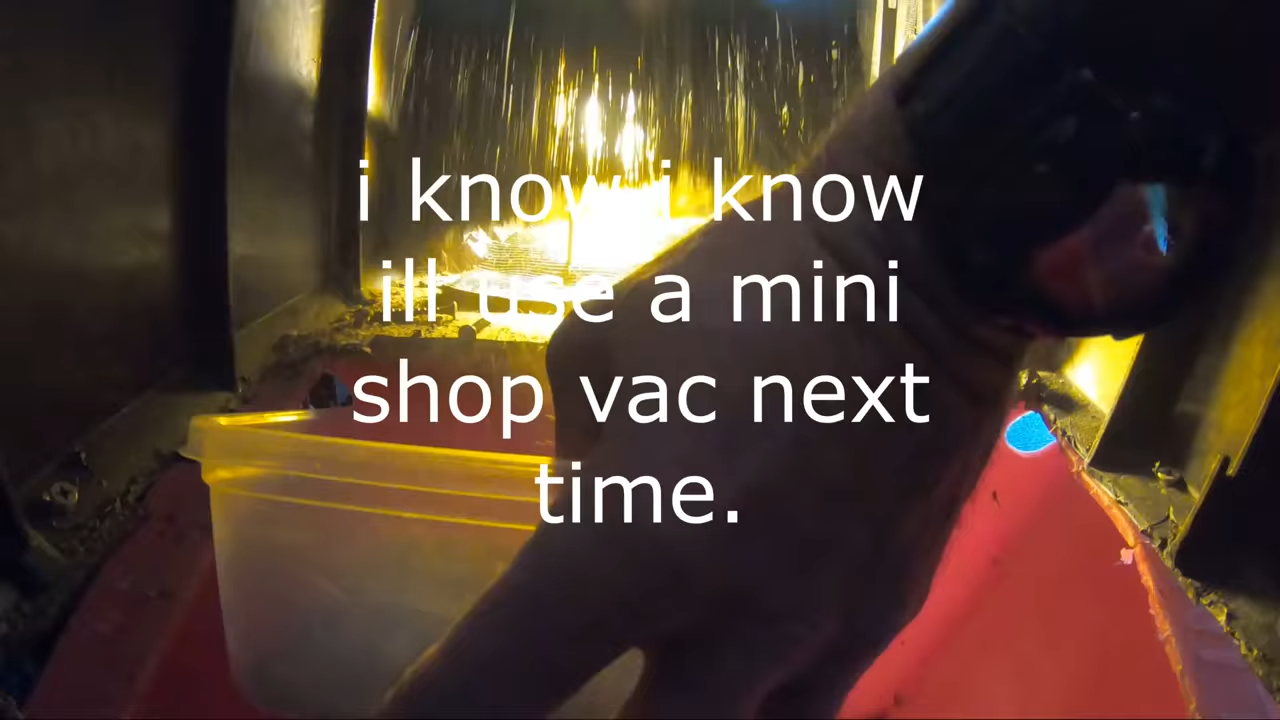 i know i know
ill use a mini
shop vac next
time.